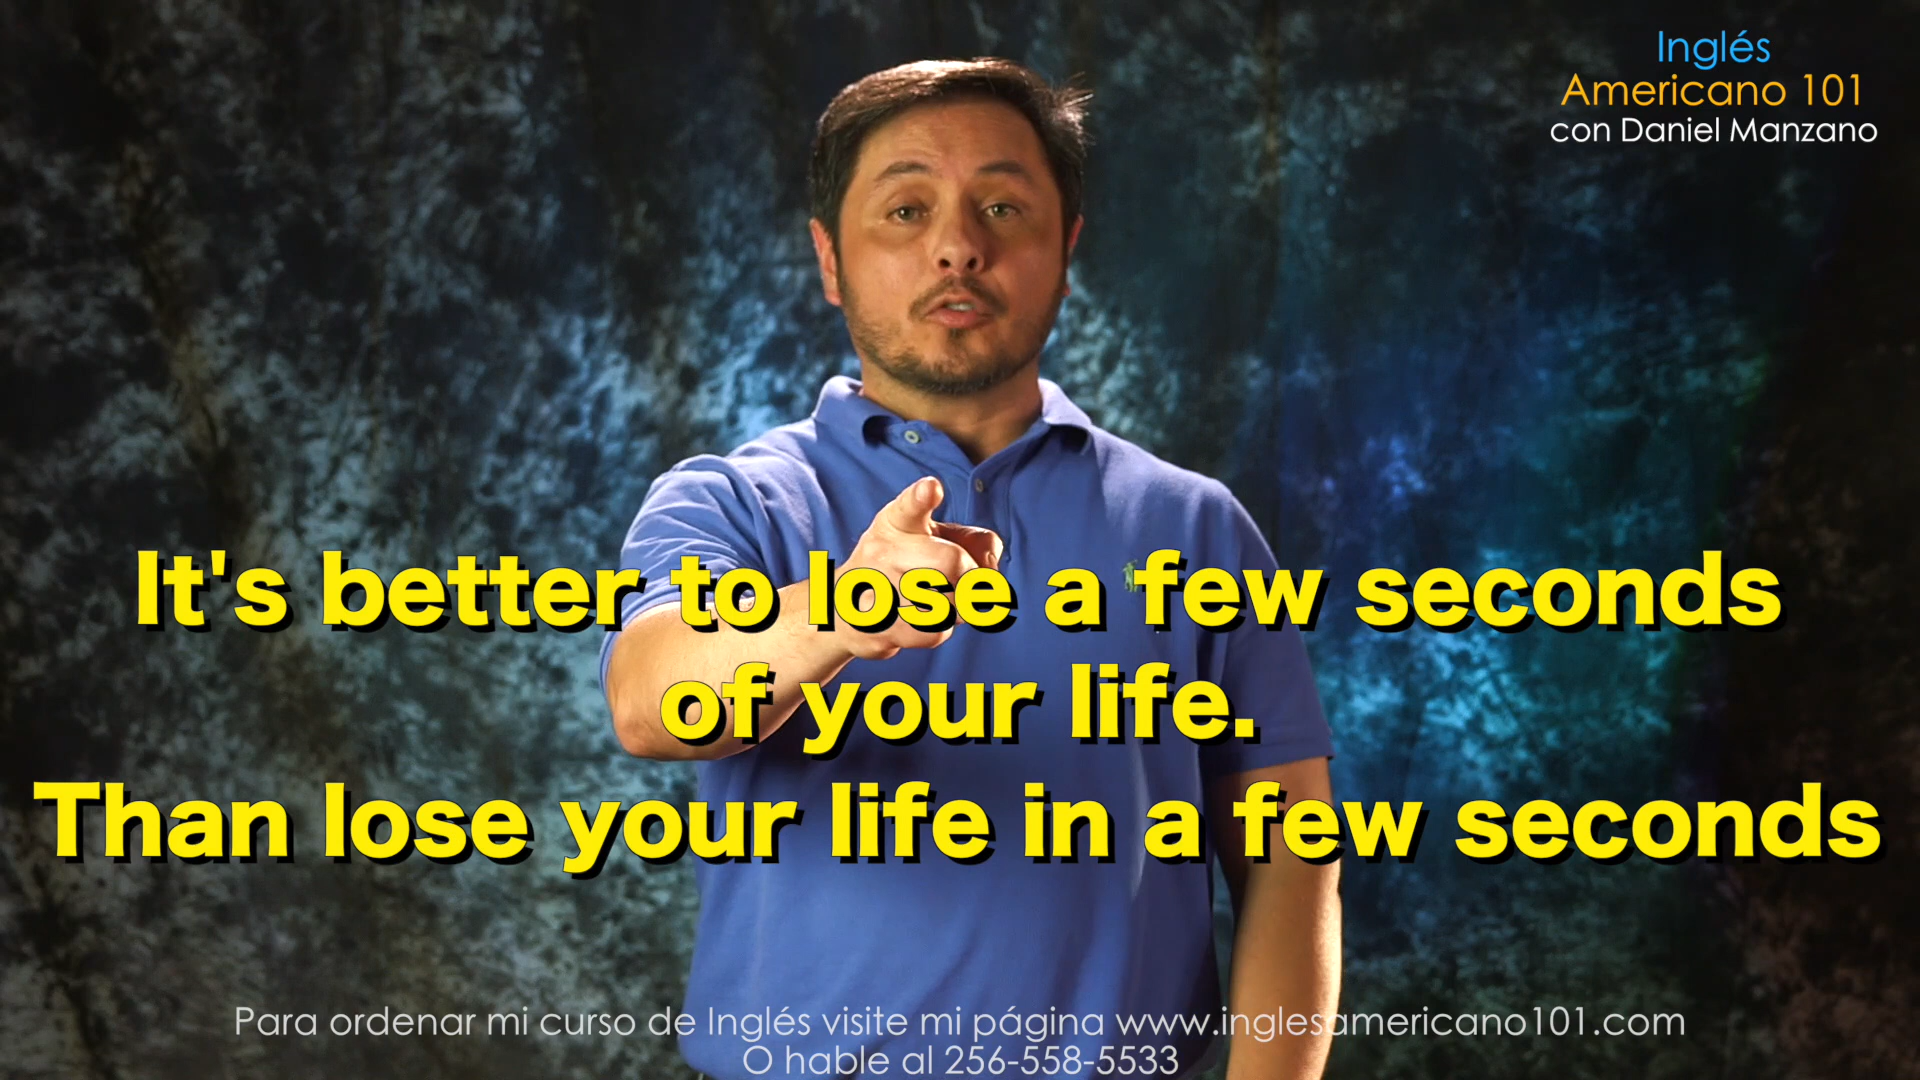 Inglés
Americano 101
con Daniel Manzano
It's better to lose a few seconds
of your life.
Than lose your life in a few seconds
Para ordenar mi curso de Inglés visite mi página www.inglesamericano101.com
O hable al 256-558-5533